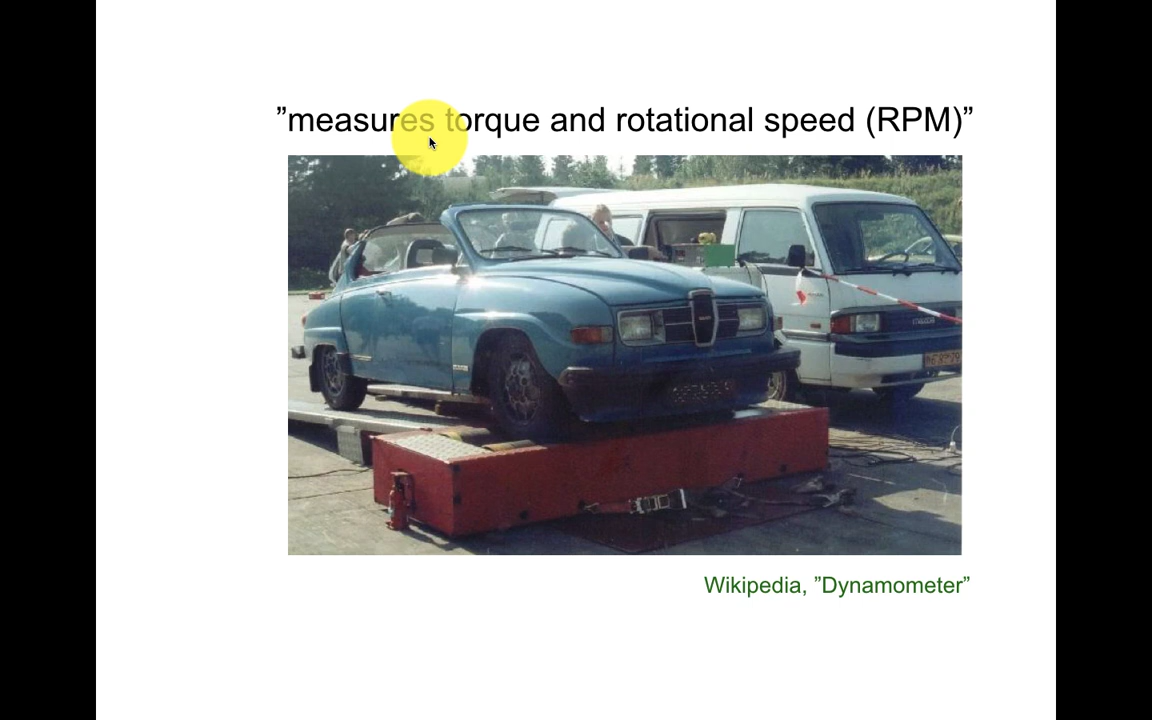 ”measures torque and rotational speed (RPM)”
Wikipedia, ”Dynamometer”